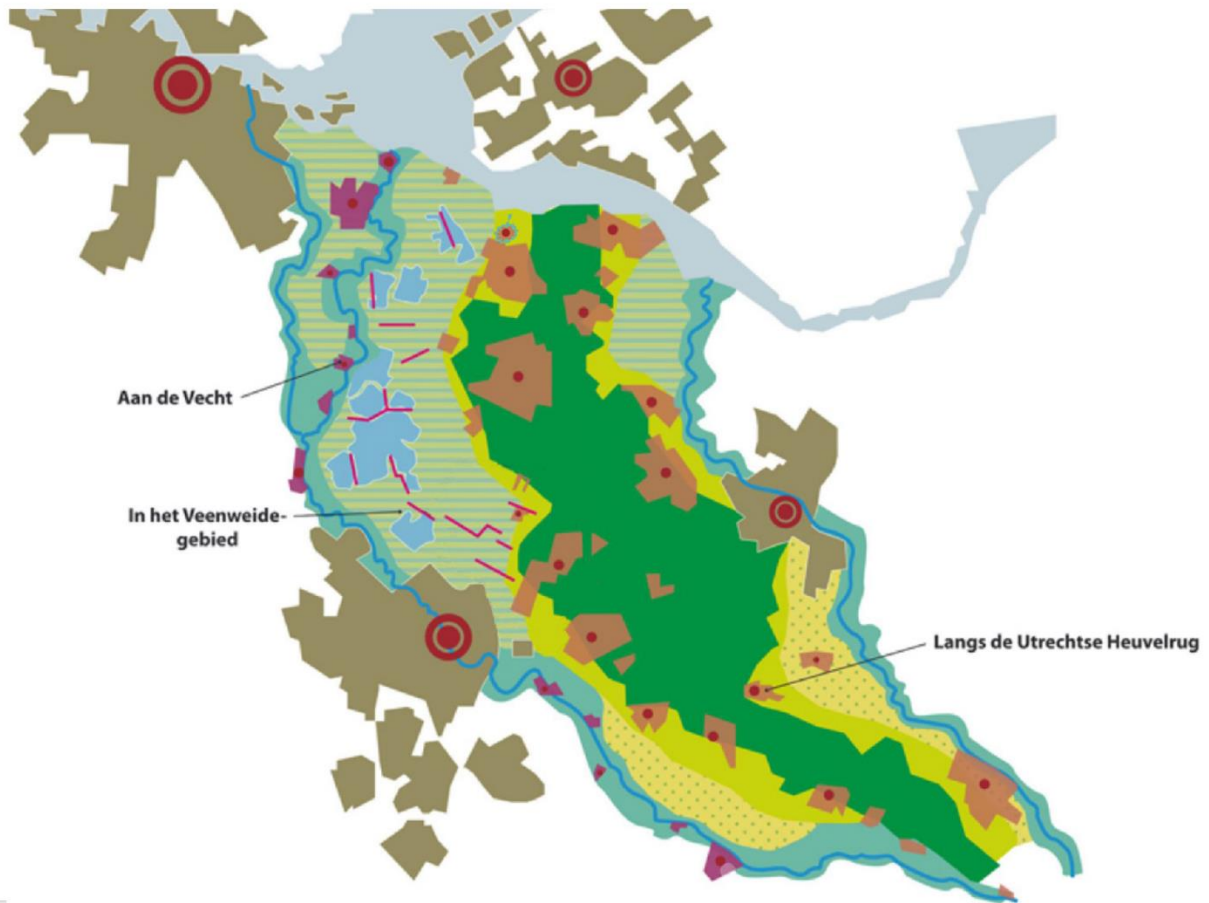 Aan de Vecht
In het Veenweide-
gebied
Langs de Utrechtse Heuvelrug